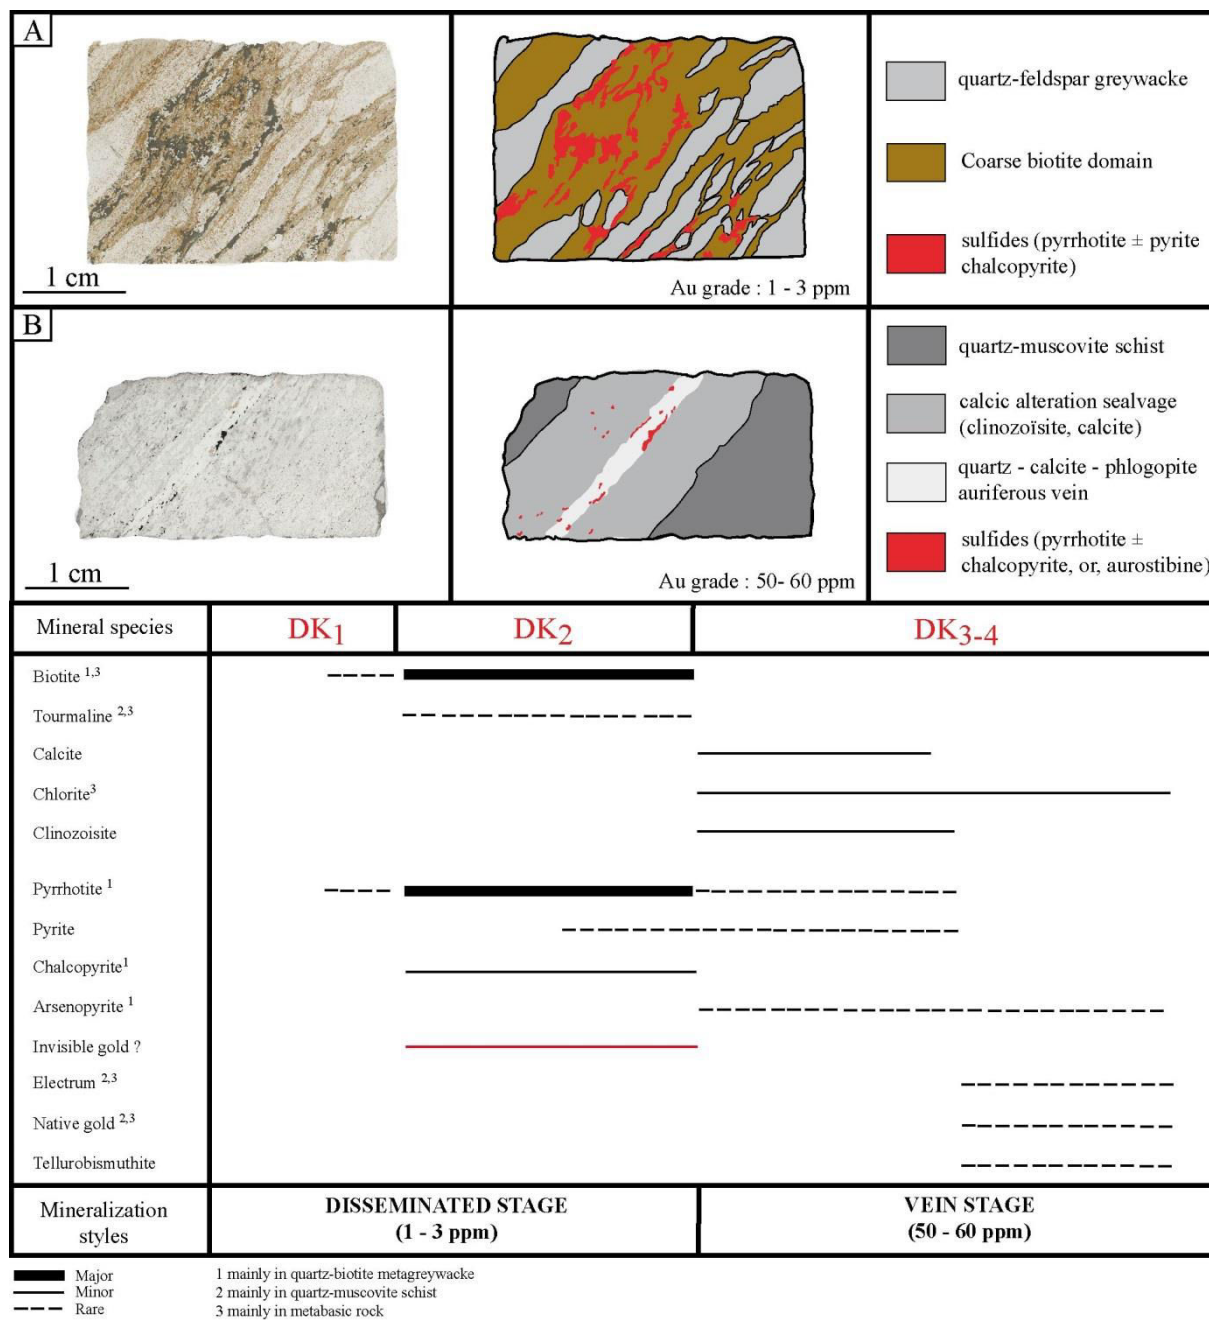 A
1 cm
Au grade : 1 - 3 ppm
quartz-feldspar greywacke
Coarse biotite domain
sulfides (pyrrhotite ± pyrite
chalcopyrite)
B
1 cm
Au grade : 50- 60 ppm
quartz-muscovite schist
calcic alteration sealvage
(clinozoïsite, calcite)
quartz - calcite - phlogopite
auriferous vein
sulfides (pyrrhotite ±
chalcopyrite, or, aurostibine)
Mineral species DK1 DK2 DK3-4
Biotite 1,3
Tourmaline 2,3
Calcite
Chlorite3
Clinozoisite
Pyrrhotite 1
Pyrite
Chalcopyrite1
Arsenopyrite 1
Invisible gold ?
Electrum 2,3
Native gold 2,3
Tellurobismuthite
Mineralization
styles
DISSEMINATED STAGE
(1 - 3 ppm)
VEIN STAGE
(50 - 60 ppm)
Major
Minor
Rare
1 mainly in quartz-biotite metagreywacke
2 mainly in quartz-muscovite schist
3 mainly in metabasic rock